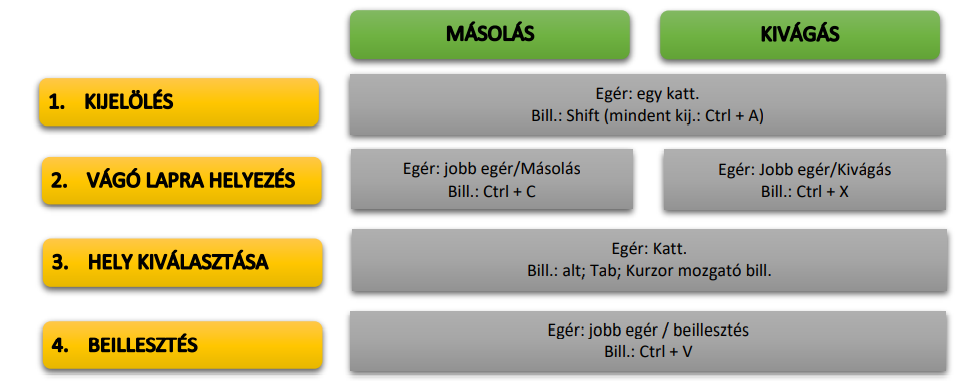 MÁSOLÁS
KIVÁGÁS
1. KIJELÖLÉS
Egér: egy katt.
Bill.: Shift (mindent kij.: Ctrl + A)
2. VÁGÓ LAPRA HELYEZÉS
Egér: jobb egér/Másolás
Bill.: Ctrl + C
Egér: Jobb egér/Kivágás
Bill.: Ctrl + X
3. HELY KIVÁLASZTÁSA
Egér: Katt.
Bill.: alt; Tab; Kurzor mozgató bill.
4. BEILLESZTÉS
Egér: jobb egér / beillesztés
Bill.: Ctrl + V